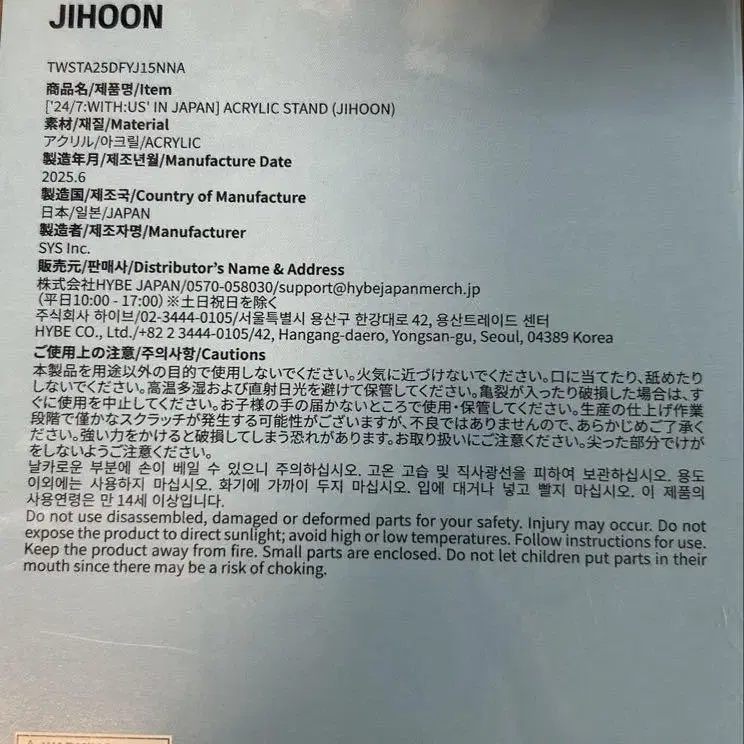 JIHOON
TWSTA25DFYJ15NNA
商品名/제품명/Item
['24/7:WITH:US' IN JAPAN] ACRYLIC STAND (JIHOON)
素材/재질/Material
アクリル/아크릴/ACRYLIC
製造年月/제조년월/Manufacture Date
2025.6
製造国/제조국/Country of Manufacture
日本/일본/JAPAN
製造者/제조자명/Manufacturer
SYS Inc.
販売元/판매사/Distributor's Name & Address
株式会社HYBE JAPAN/0570-058030/support@hybejapanmerch.jp
(平日10:00 - 17:00) ※土日祝日を除く
주식회사 하이브/02-3444-0105/서울특별시 용산구 한강대로 42, 용산트레이드 센터
HYBE CO., Ltd./+82 2 3444-0105/42, Hangang-daero, Yongsan-gu, Seoul, 04389 Korea
ご使用上の注意/주의사항/Cautions
本製品を用途以外の目的で使用しないでください。火気に近づけないでください。口に当てたり、舐めたり
しないでください。高温多湿および直射日光を避けて保管してください。亀裂が入ったり破損した場合は、す
ぐに使用を中止してください。お子様の手の届かないところで使用・保管してください。生産の仕上げ作業
段階で僅かなスクラッチが発生する可能性がございますが、不良ではありませんので、あらかじめご了承く
ださい。強い力をかけると破損してしまう恐れがあります。お取り扱いにご注意ください。尖った部分でけが
をしないようご注意ください。
날카로운 부분에 손이 베일 수 있으니 주의하십시오. 고온 고습 및 직사광선을 피하여 보관하십시오. 용도
이외에는 사용하지 마십시오. 화기에 가까이 두지 마십시오. 입에 대거나 넣고 빨지 마십시오. 이 제품의
사용연령은 만 14세 이상입니다.
Do not use disassembled, damaged or deformed parts for your safety. Injury may occur. Do not
expose the product to direct sunlight; avoid high or low temperatures. Follow instructions for use.
Keep the product away from fire. Small parts are enclosed. Do not let children put parts in their
mouth since there may be a risk of choking.